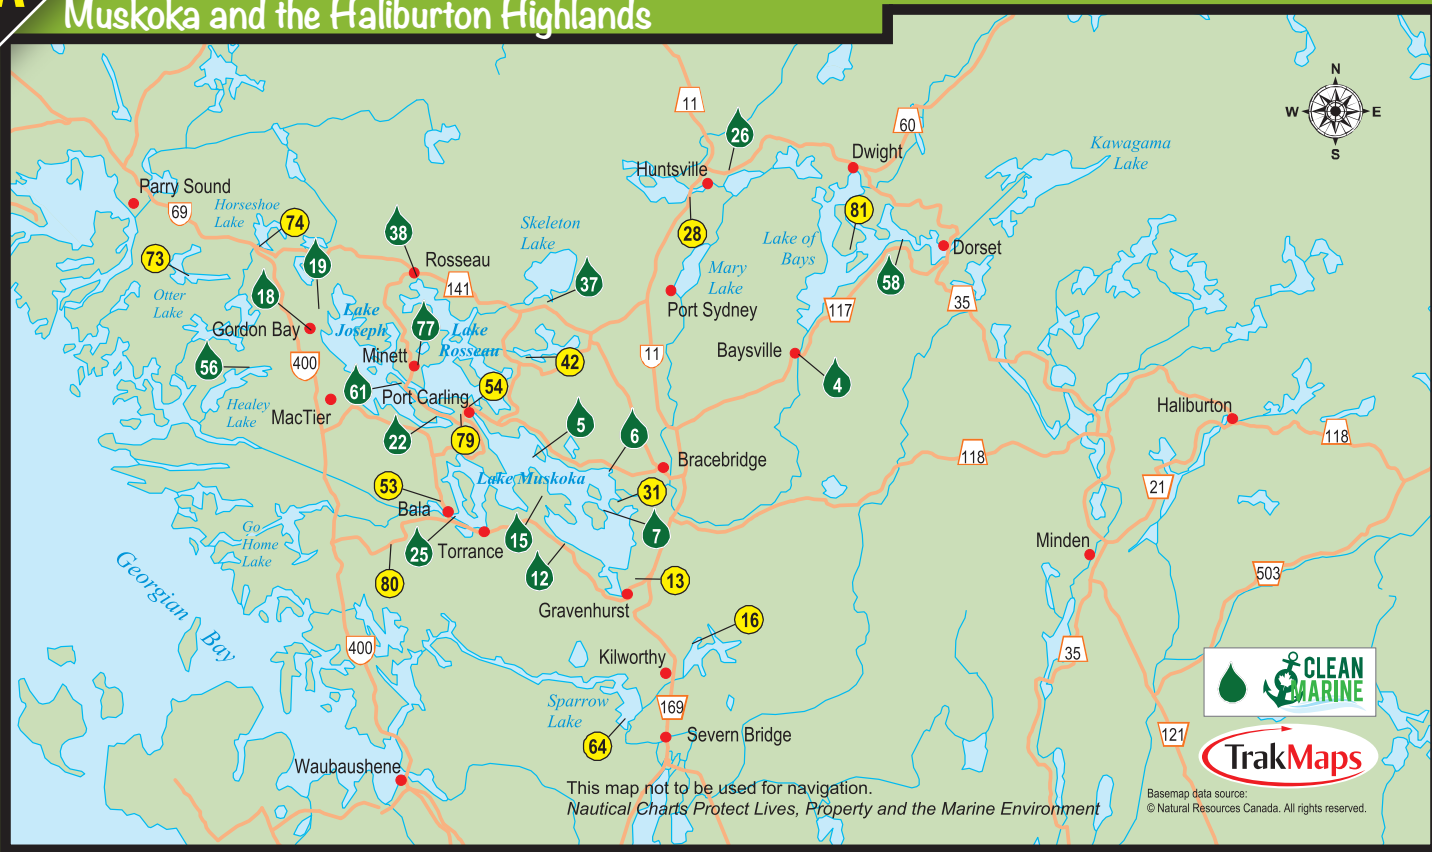 Muskoka and the Haliburton Highlands
N
W E
S
11
60
26
Dwight
Kawagama
Lake
Huntsville
Parry Sound
69
Horseshoe
Lake
74
38
Skeleton
Lake
28
81
Lake of
Bays
Dorset
73
19
Rosseau
141
37
Mary
Lake
58
18
Otter
Lake
Gordon Bay
Lake
Joseph
77
Lake
Rosseau
Port Sydney
117
35
56
400
Minett
42
11
Baysville
4
61
54
Port Carling
Healey
Lake
MacTier
22
79
5
6
Haliburton
118
118
Bracebridge
Lake Muskoka
53
31
21
Bala
25
Torrance
15
7
Go
Home
Lake
Minden
12
80
13
503
Gravenhurst
Georgian Bay
16
400
Kilworthy
35
Sparrow
Lake
169
64
Severn Bridge
121
CLEAN
MARINE
TrakMaps
Waubaushene
This map not to be used for navigation.
Nautical Charts Protect Lives, Property and the Marine Environment
Basemap data source:
© Natural Resources Canada. All rights reserved.